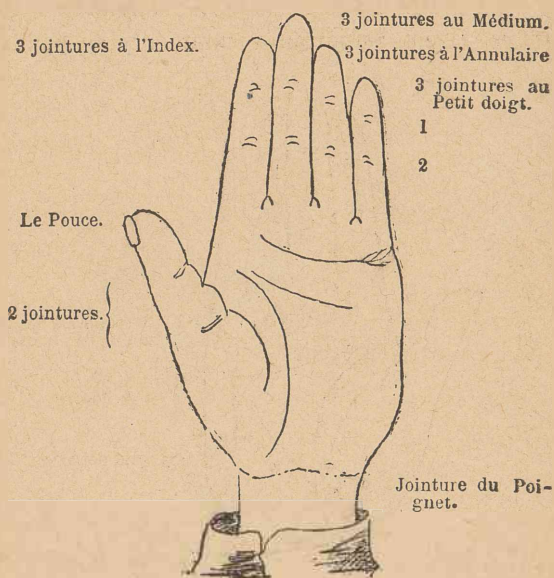 3 jointures à l'Index.
3 jointures au Médium.
3 jointures à l'Annulaire
3 jointures au
Petit doigt.
1
2
Le Pouce.
2 jointures.
Jointure du Poi-
gnet.